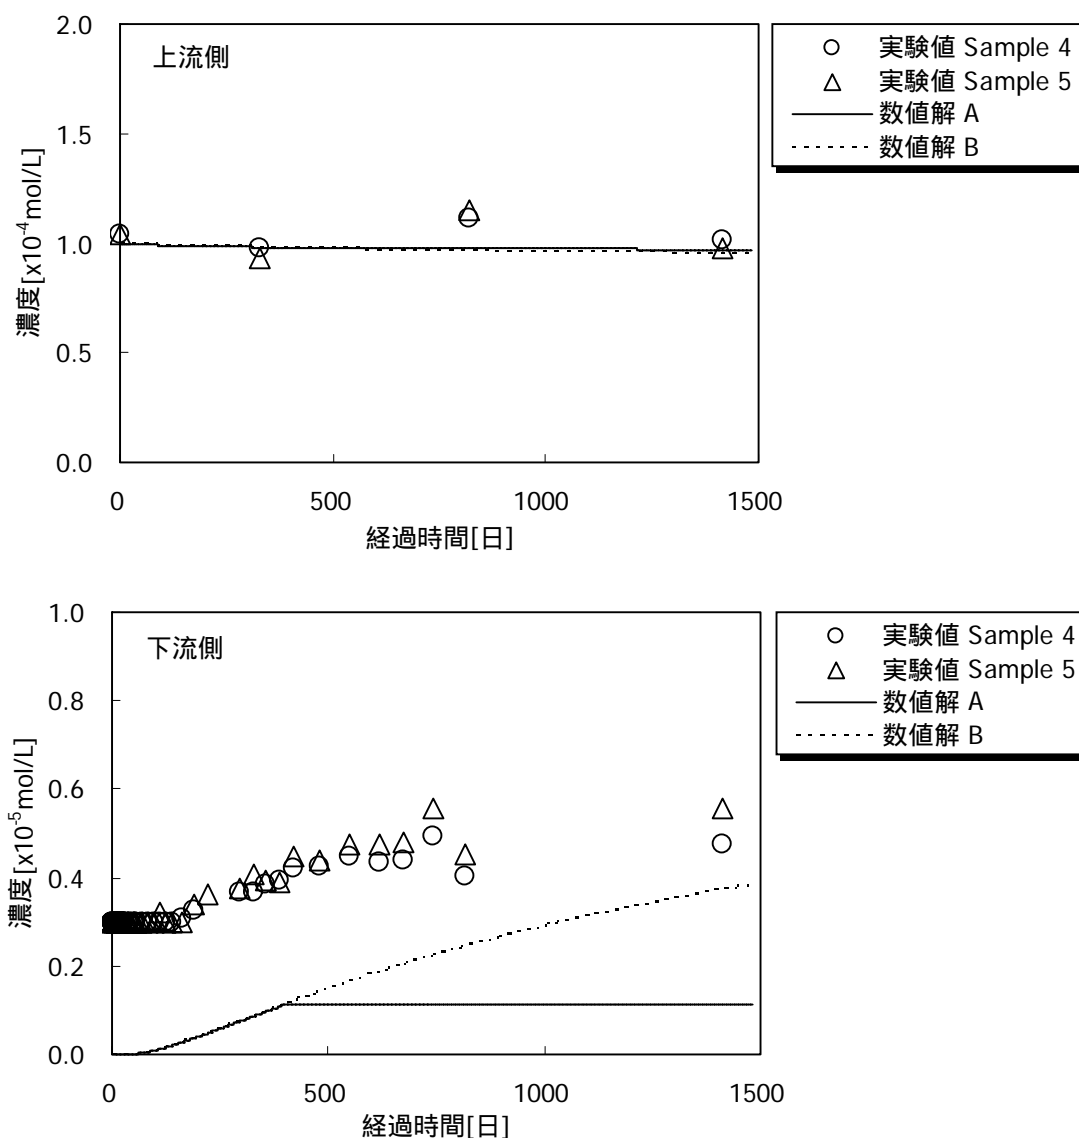 2.0
1.5
1.0
0.5
0.0
濃度[x10-4mol/L]
上流側
0
500
1000
1500
経過時間[日]
実験値 Sample 4
実験値 Sample 5
数値解 A
数値解 B
1.0
0.8
0.6
0.4
0.2
0.0
濃度[x10-5mol/L]
下流側
0
500
1000
1500
経過時間[日]
実験値 Sample 4
実験値 Sample 5
数値解 A
数値解 B